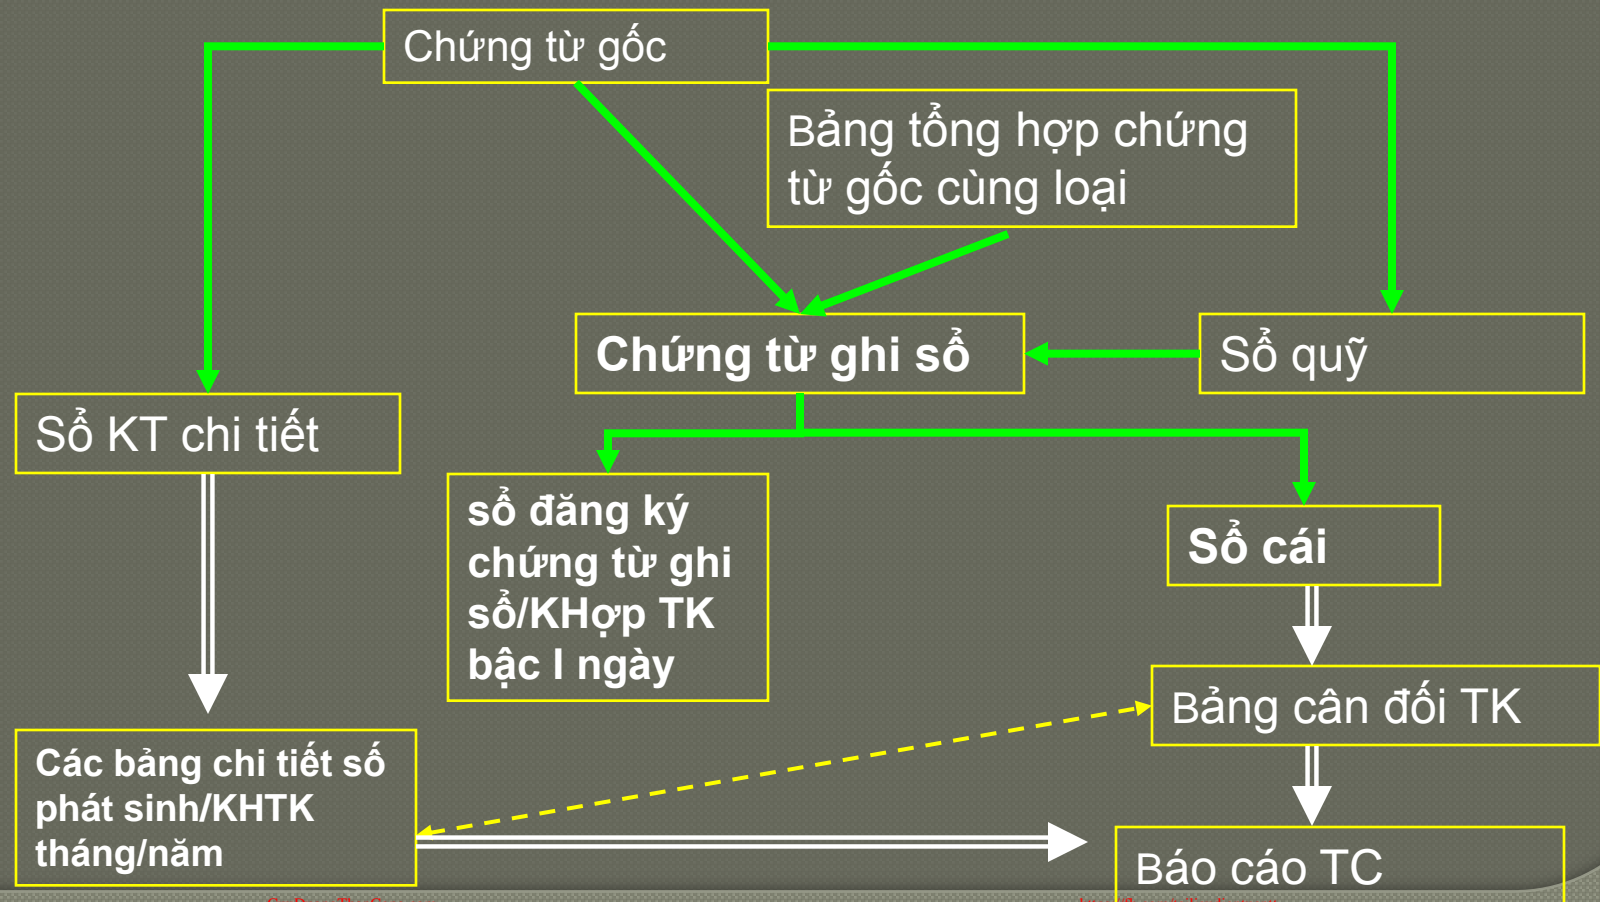 Chứng từ gốc
Bảng tổng hợp chứng
từ gốc cùng loại
Chứng từ ghi sổ
Sổ quỹ
Sổ KT chi tiết
sổ đăng ký
chứng từ ghi
sổ/KHợp TK
bậc I ngày
Sổ cái
Bảng cân đối TK
Các bảng chi tiết số
phát sinh/KHTK
tháng/năm
Báo cáo TC